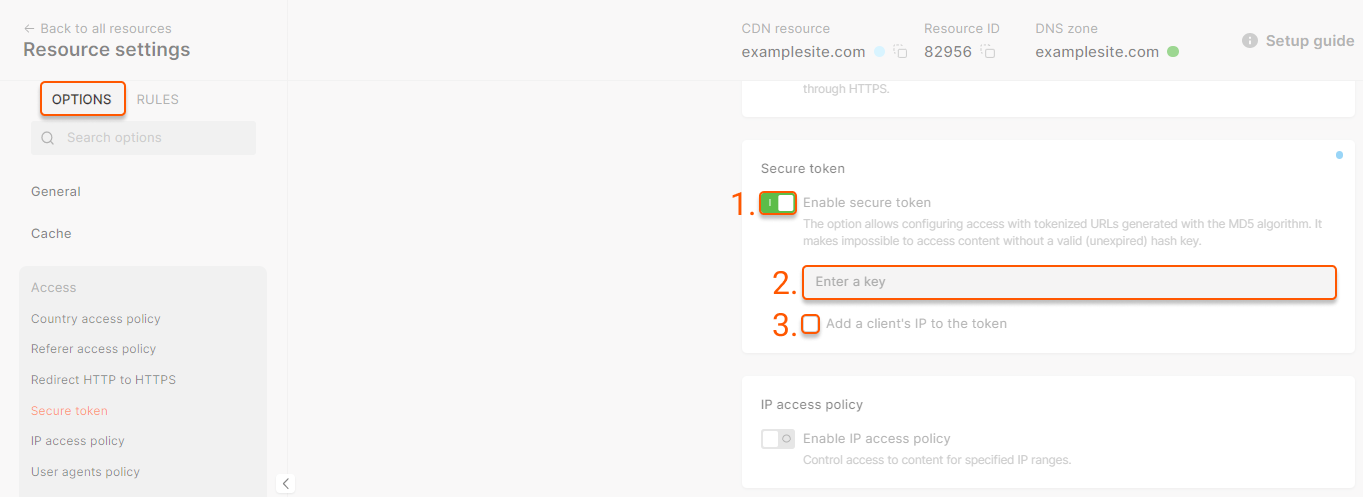 ← Back to all resources
Resource settings
CDN resource
examplesite.com
Resource ID
82956
DNS zone
examplesite.com
Setup guide
OPTIONS
RULES
Search options
General
Cache
Access
Country access policy
Referer access policy
Redirect HTTP to HTTPS
Secure token
IP access policy
User agents policy
through HTTPS.
Secure token
1.
Enable secure token
The option allows configuring access with tokenized URLs generated with the MD5 algorithm. It
makes impossible to access content without a valid (unexpired) hash key.
2.
Enter a key
3.
Add a client's IP to the token
IP access policy
Enable IP access policy
Control access to content for specified IP ranges.